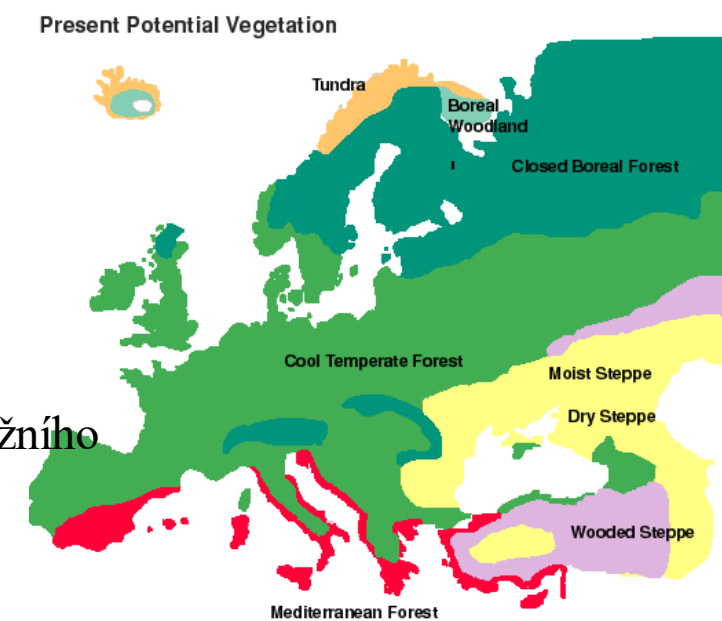 Present Potential Vegetation
Tundra
Boreal
Woodland
Closed Boreal Forest
Cool Temperate Forest
Moist Steppe
Dry Steppe
žního
Wooded Steppe
Mediterranean Forest